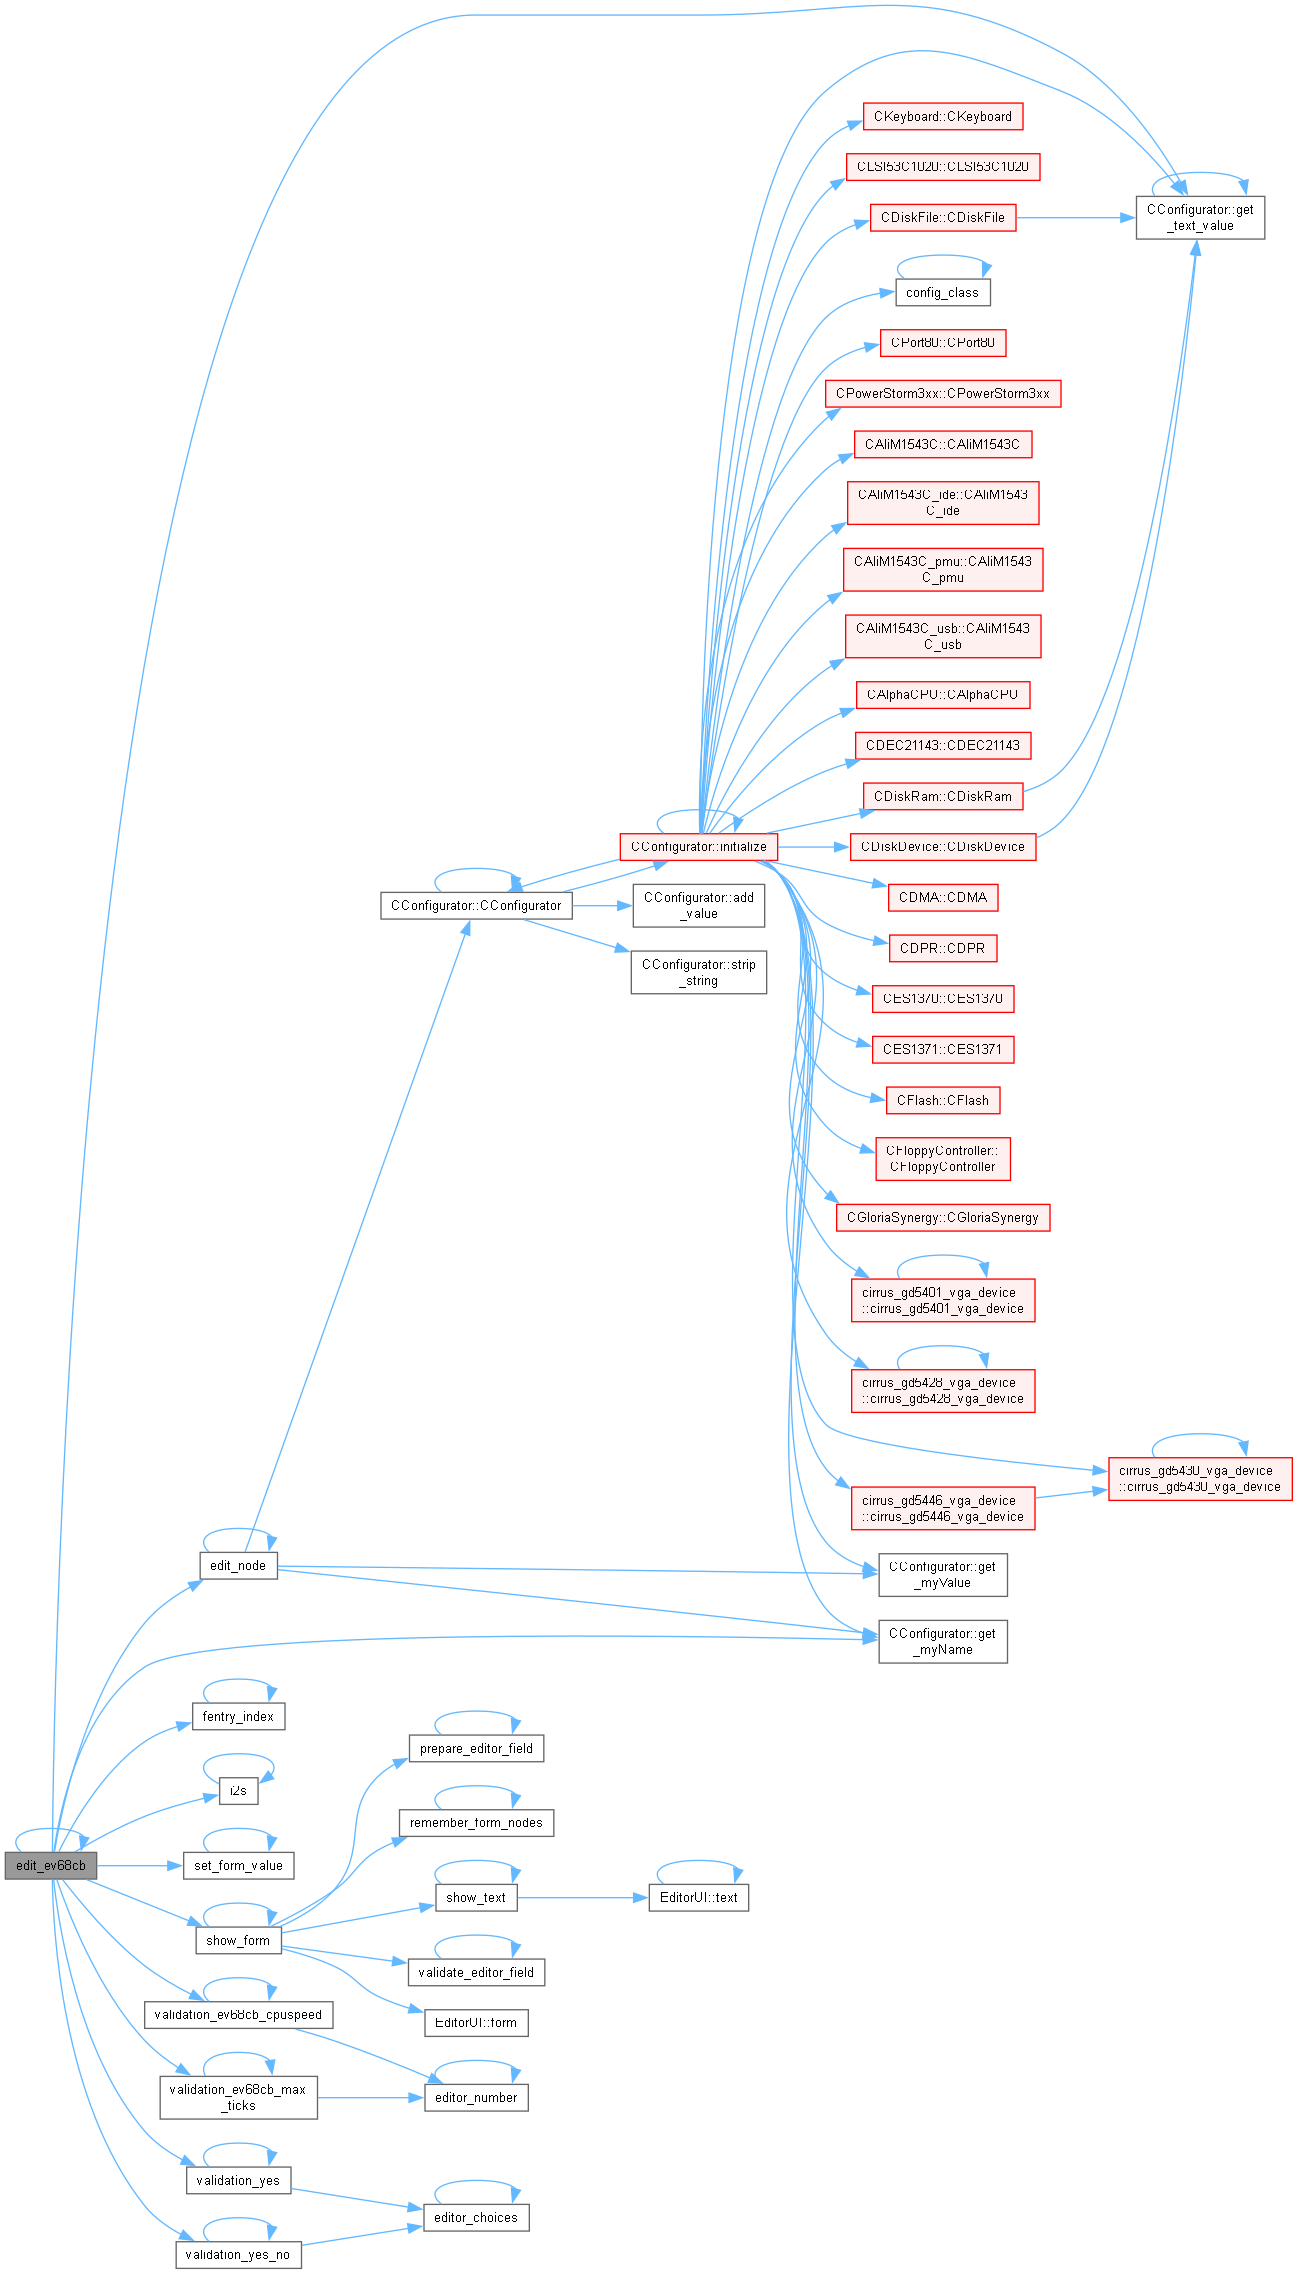 CKeyboard::CKeyboard
CLSI53C1020::CLSI53C1020
CDiskFile::CDiskFile
CConfigurator::get
_text_value
config_class
CPort80::CPort80
CPowerStorm3xx::CPowerStorm3xx
CAliM1543C::CAliM1543C
CAliM1543C_ide::CAliM1543
C_ide
CAliM1543C_pmu::CAliM1543
C_pmu
CAliM1543C_usb::CAliM1543
C_usb
CAlphaCPU::CAlphaCPU
CDEC21143::CDEC21143
CDiskRam::CDiskRam
CConfigurator::initialize
CDiskDevice::CDiskDevice
CConfigurator::CConfigurator
CConfigurator::add
_value
CDMA::CDMA
CDPR::CDPR
CConfigurator::strip
_string
CES1370::CES1370
CES1371::CES1371
CFlash::CFlash
CFloppyController::
CFloppyController
CGloriaSynergy::CGloriaSynergy
cirrus_gd5401_vga_device
::cirrus_gd5401_vga_device
cirrus_gd5428_vga_device
::cirrus_gd5428_vga_device
cirrus_gd5430_vga_device
::cirrus_gd5430_vga_device
cirrus_gd5446_vga_device
::cirrus_gd5446_vga_device
edit_node
CConfigurator::get
_myValue
CConfigurator::get
_myName
fentry_index
prepare_editor_field
i2s
remember_form_nodes
edit_ev68cb
set_form_value
show_text
EditorUI::text
show_form
validate_editor_field
validation_ev68cb_cpuspeed
EditorUI::form
validation_ev68cb_max
_ticks
editor_number
validation_yes
editor_choices
validation_yes_no